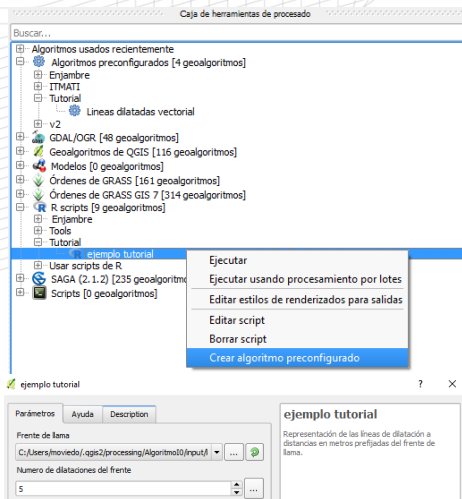 Caja de herramientas de procesado
Buscar...
Algoritmos usados recientemente
Algoritmos preconfigurados [4 geoalgoritmos]
Enjambre
ITMATI
Tutorial
Lineas dilatadas vectorial
v2
GDAL/OGR [48 geoalgoritmos]
Geoalgoritmos de QGIS [116 geoalgoritmos]
Modelos [0 geoalgoritmos]
Órdenes de GRASS [161 geoalgoritmos]
Órdenes de GRASS GIS 7 [314 geoalgoritmos]
R scripts [9 geoalgoritmos]
Enjambre
Tools
Tutorial
ejemplo tutorial
Usar scripts de R
SAGA (2.1.2) [235 geoalgoritmo
Scripts [0 geoalgoritmos]
Ejecutar
Ejecutar usando procesamiento por lotes
Editar estilos de renderizados para salidas
Editar script
Borrar script
Crear algoritmo preconfigurado
ejemplo tutorial
Parámetros
Ayuda
Description
Frente de llama
C:/Users/moviedo/.qgis2/processing/AlgoritmoI0/input/l
...
Numero de dilataciones del frente
5
...
ejemplo tutorial
Representación de las líneas de dilatación a
distancias en metros prefijadas del frente de
llama.